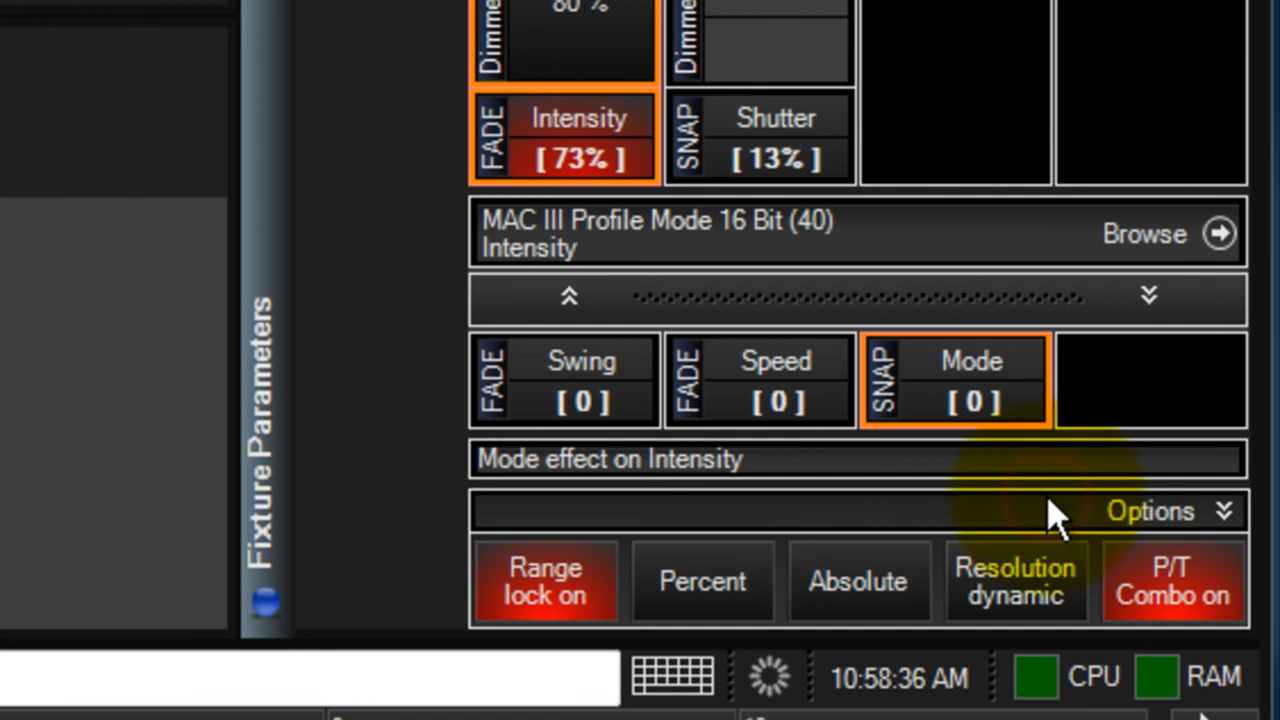 80 %
Dimme
Dimme
FADE
Intensity
[ 73% ]
SNAP
Shutter
[ 13% ]
MAC III Profile Mode 16 Bit (40)
Intensity
Browse
FADE
Swing
[ 0 ]
FADE
Speed
[ 0 ]
SNAP
Mode
[ 0 ]
Mode effect on Intensity
Options
Range
lock on
Percent
Absolute
Resolution
dynamic
P/T
Combo on
Fixture Parameters
10:58:36 AM
CPU
RAM